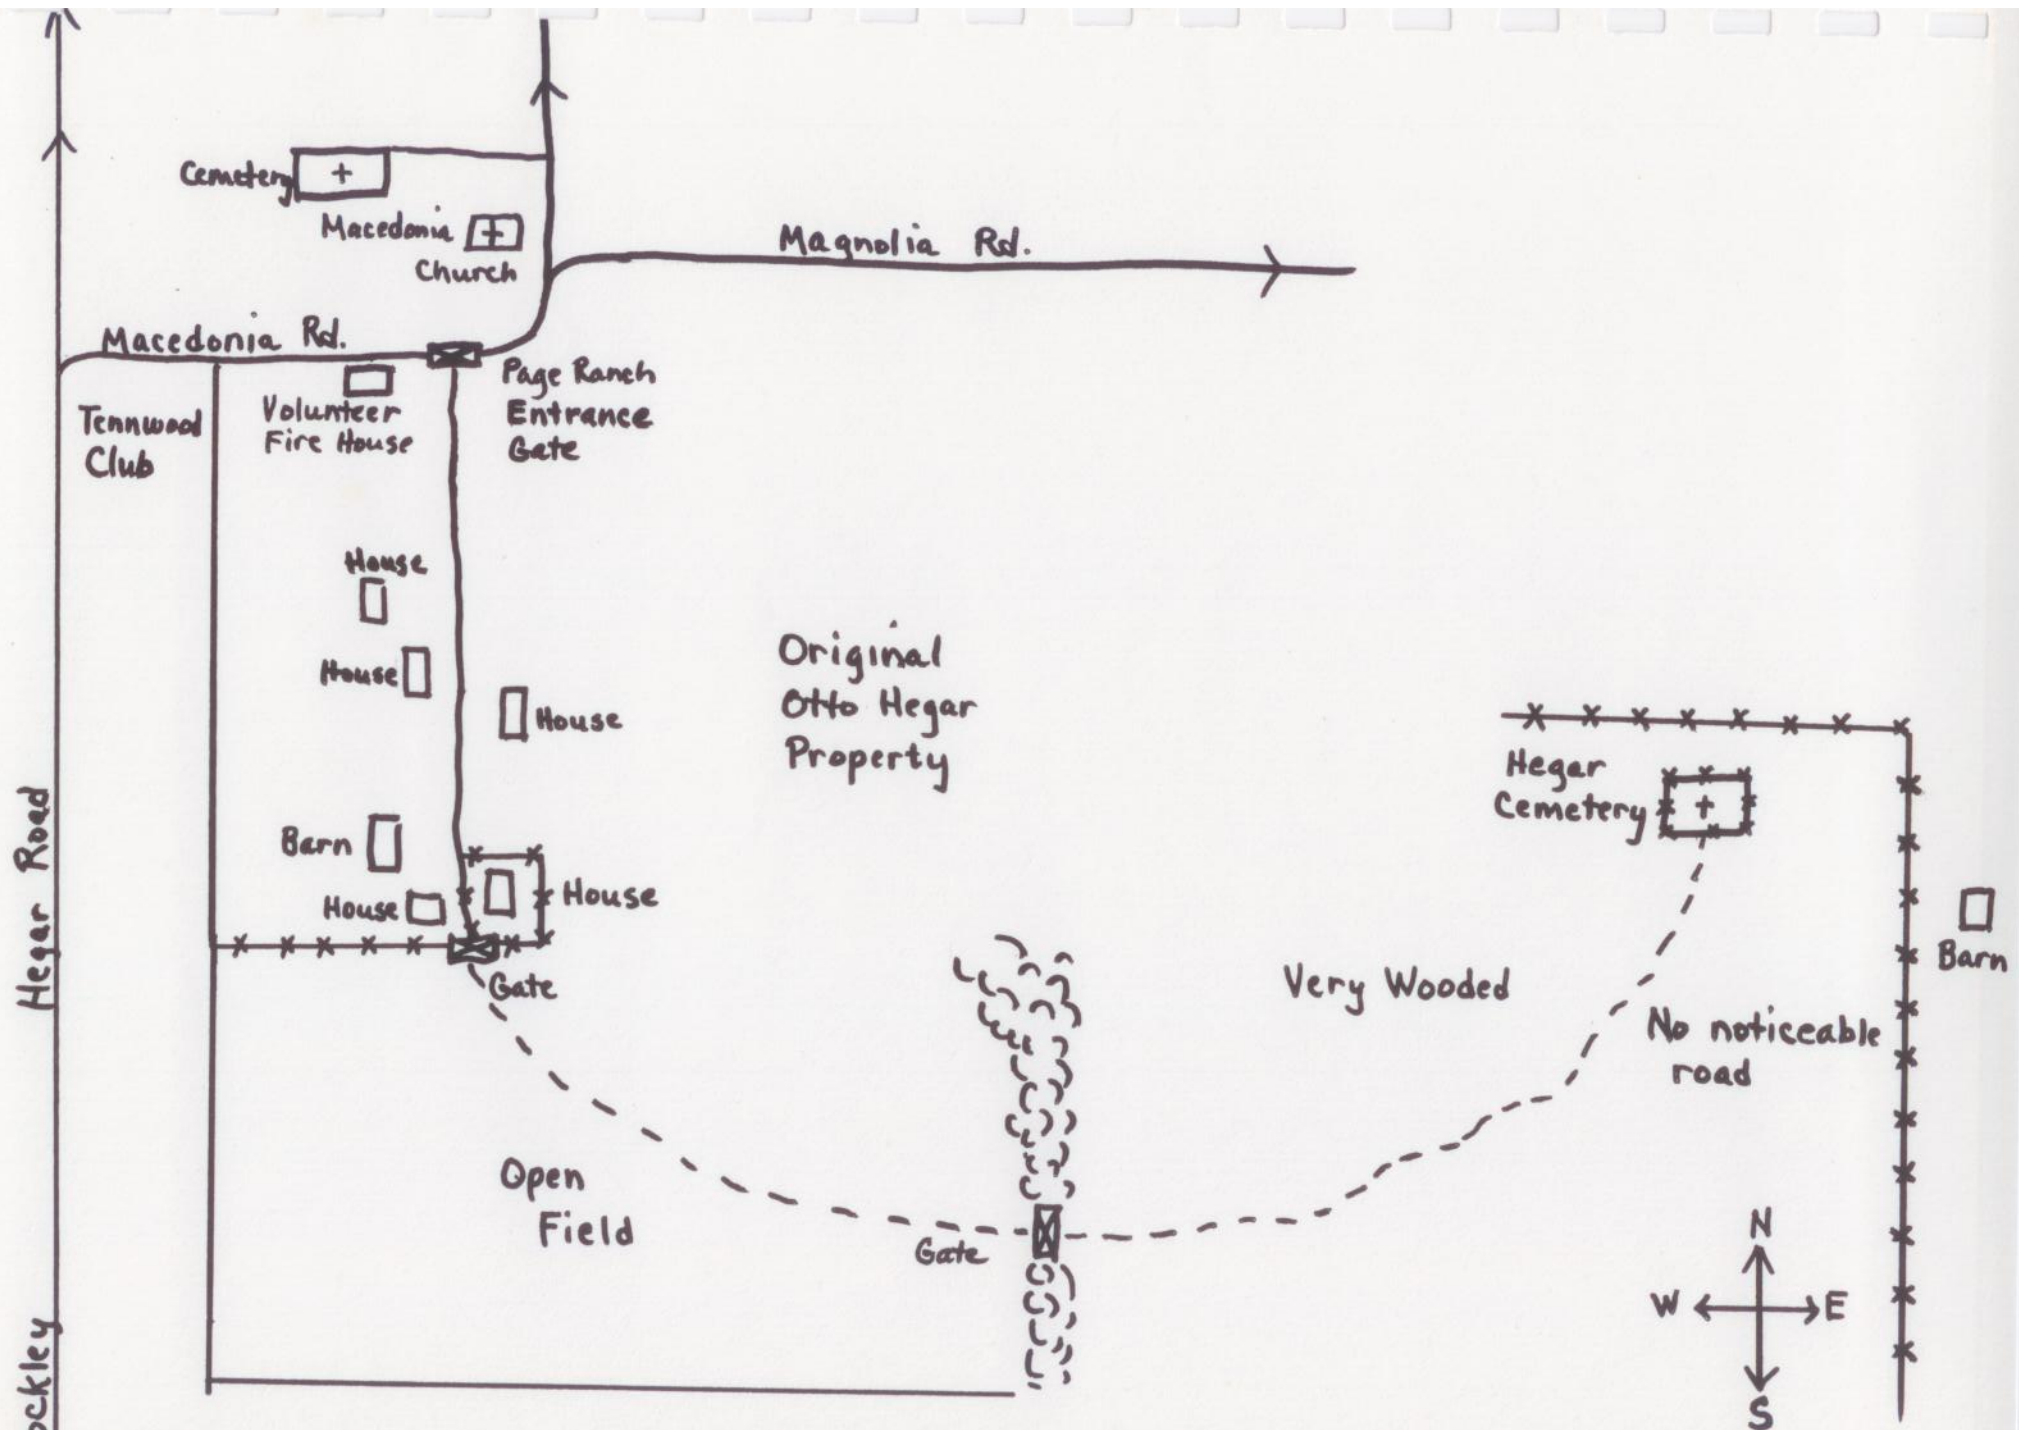 Cemetery
Macedonia
Church
Magnolia Rd.
Macedonia Rd.
Page Ranch
Entrance
Gate
Tennwood
Club
Volunteer
Fire House
House
House
House
Original
Otto Hegar
Property
Hegar
Cemetery
Barn
House
House
Gate
Hegar Road
Very Wooded
Barn
No noticeable
road
Open
Field
Gate
N
W
E
S
ockley